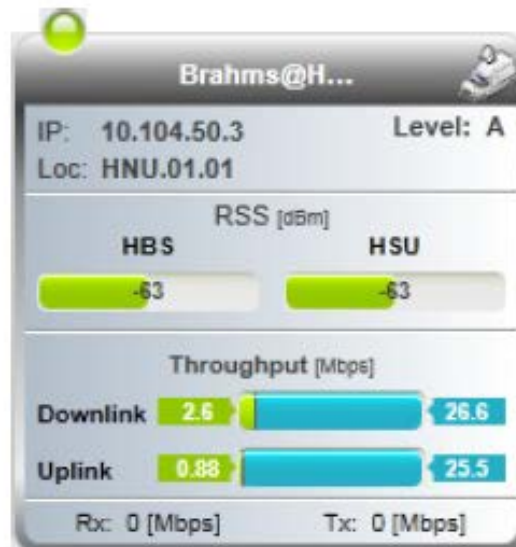 Brahms@H...
IP: 10.104.50.3 Level: A
Loc: HNU.01.01
RSS [dBm]
HBS HSU
-63 -63
Throughput [Mbps]
Downlink 2.6 26.6
Uplink 0.88 25.5
Rx: 0 [Mbps] Tx: 0 [Mbps]